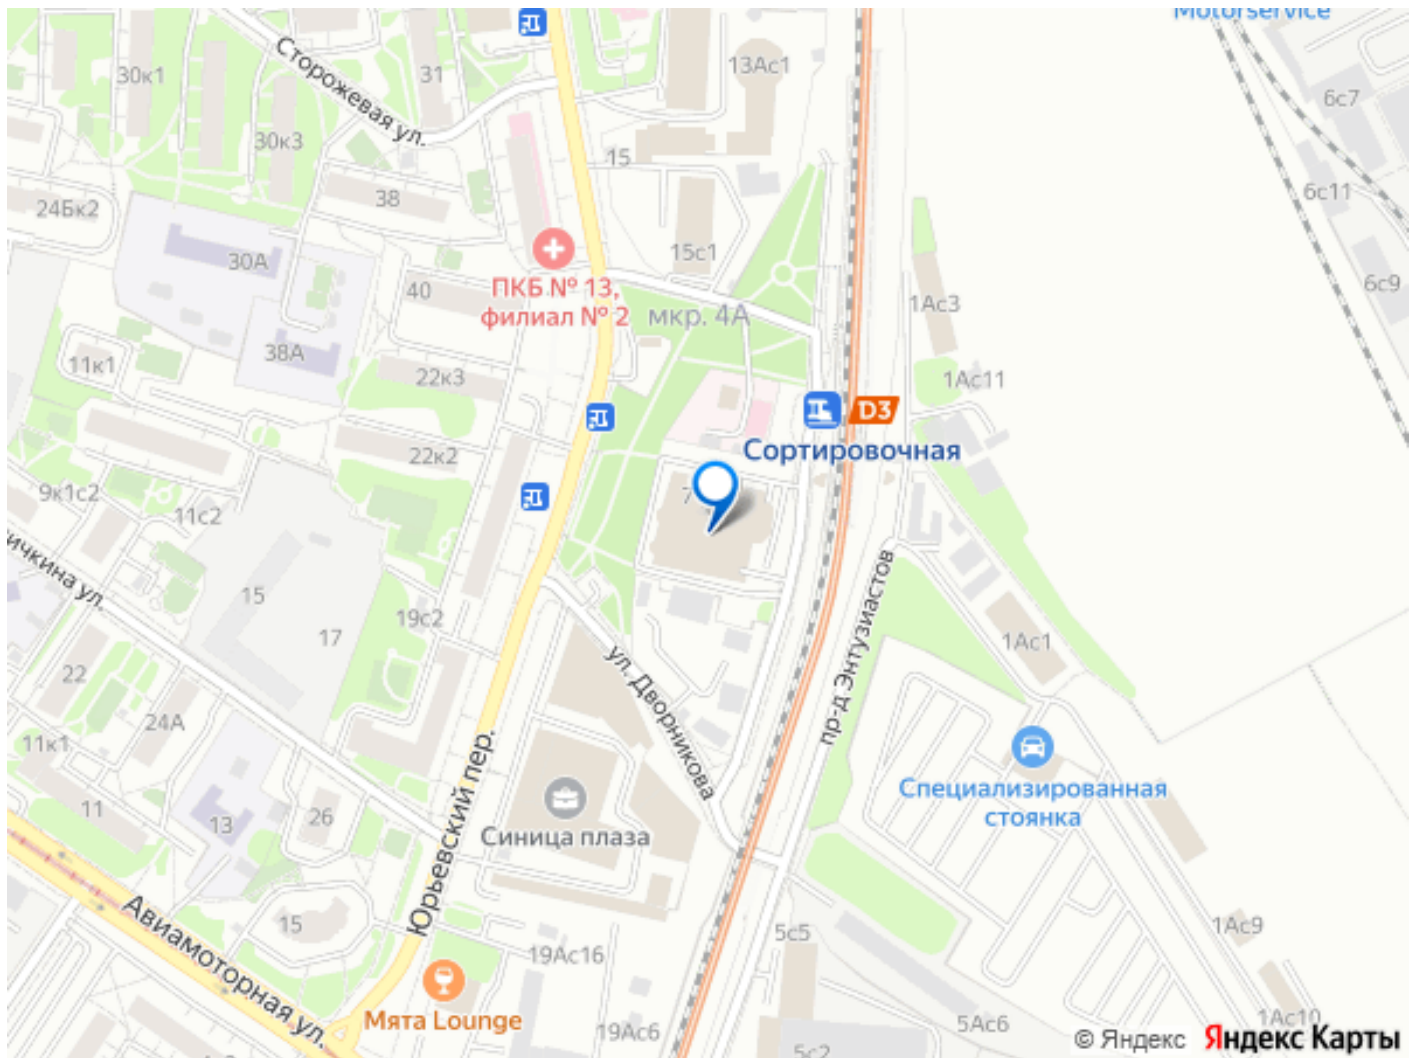 Motorservice
Сторожевая ул.
30к1
31
13Ас1
6с7
30к3
15
38
6с11
24Бк2
30А
15с1
40
ПКБ № 13,
филиал № 2
мкр. 4А
1Ас3
6с9
38А
11к1
22к3
1Ас11
D3
Сортировочная
22к2
9к1с2
11с2
7
ичкина ул.
15
17
19с2
пр-д Энтузиастов
1Ас1
22
ул. Дворникова
24А
11к1
Юрьевский пер.
11
13
26
Синица плаза
Специализированная
стоянка
Авиамоторная ул.
15
19Ас16
5с5
1Ас9
Мята Lounge
19Ас6
5Ас6
5с2
1Ас10
© Яндекс Яндекс Карты